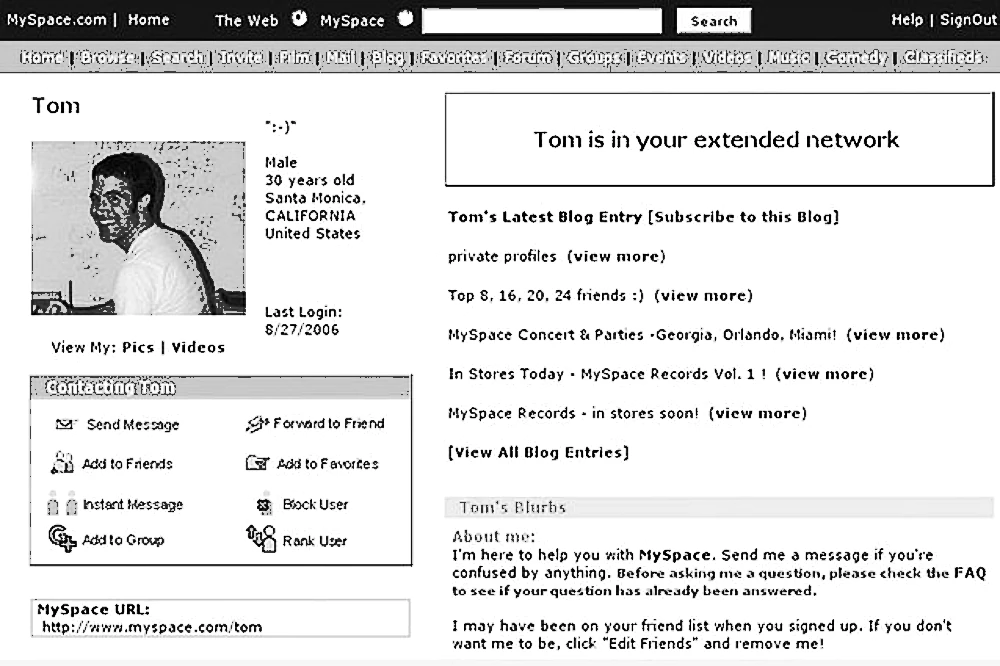 MySpace.com | Home The Web MySpace Search Help | SignOut
Home | Browse | Search | Invite | Film | Mail | Blog | Favorites | Forum | Groups | Events | Videos | Music | Comedy | Classifieds
Tom
":-)"
Male
30 years old
Santa Monica,
CALIFORNIA
United States
Last Login:
8/27/2006
View My: Pics | Videos
Contacting Tom
Send Message Forward to Friend
Add to Friends Add to Favorites
Instant Message Block User
Add to Group Rank User
MySpace URL:
http://www.myspace.com/tom
Tom is in your extended network
Tom's Latest Blog Entry [Subscribe to this Blog]
private profiles (view more)
Top 8, 16, 20, 24 friends :) (view more)
MySpace Concert & Parties -Georgia, Orlando, Miami! (view more)
In Stores Today - MySpace Records Vol. 1 ! (view more)
MySpace Records - in stores soon! (view more)
[View All Blog Entries]
Tom's Blurbs
About me:
I'm here to help you with MySpace. Send me a message if you're
confused by anything. Before asking me a question, please check the FAQ
to see if your question has already been answered.
I may have been on your friend list when you signed up. If you don't
want me to be, click "Edit Friends" and remove me!